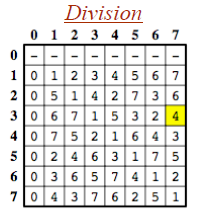 Division
0 1 2 3 4 5 6 7
0 – – – – – – – –
1 0 1 2 3 4 5 6 7
2 0 5 1 4 2 7 3 6
3 0 6 7 1 5 3 2 4
4 0 7 5 2 1 6 4 3
5 0 2 4 6 3 1 7 5
6 0 3 6 5 7 4 1 2
7 0 4 3 7 6 2 5 1